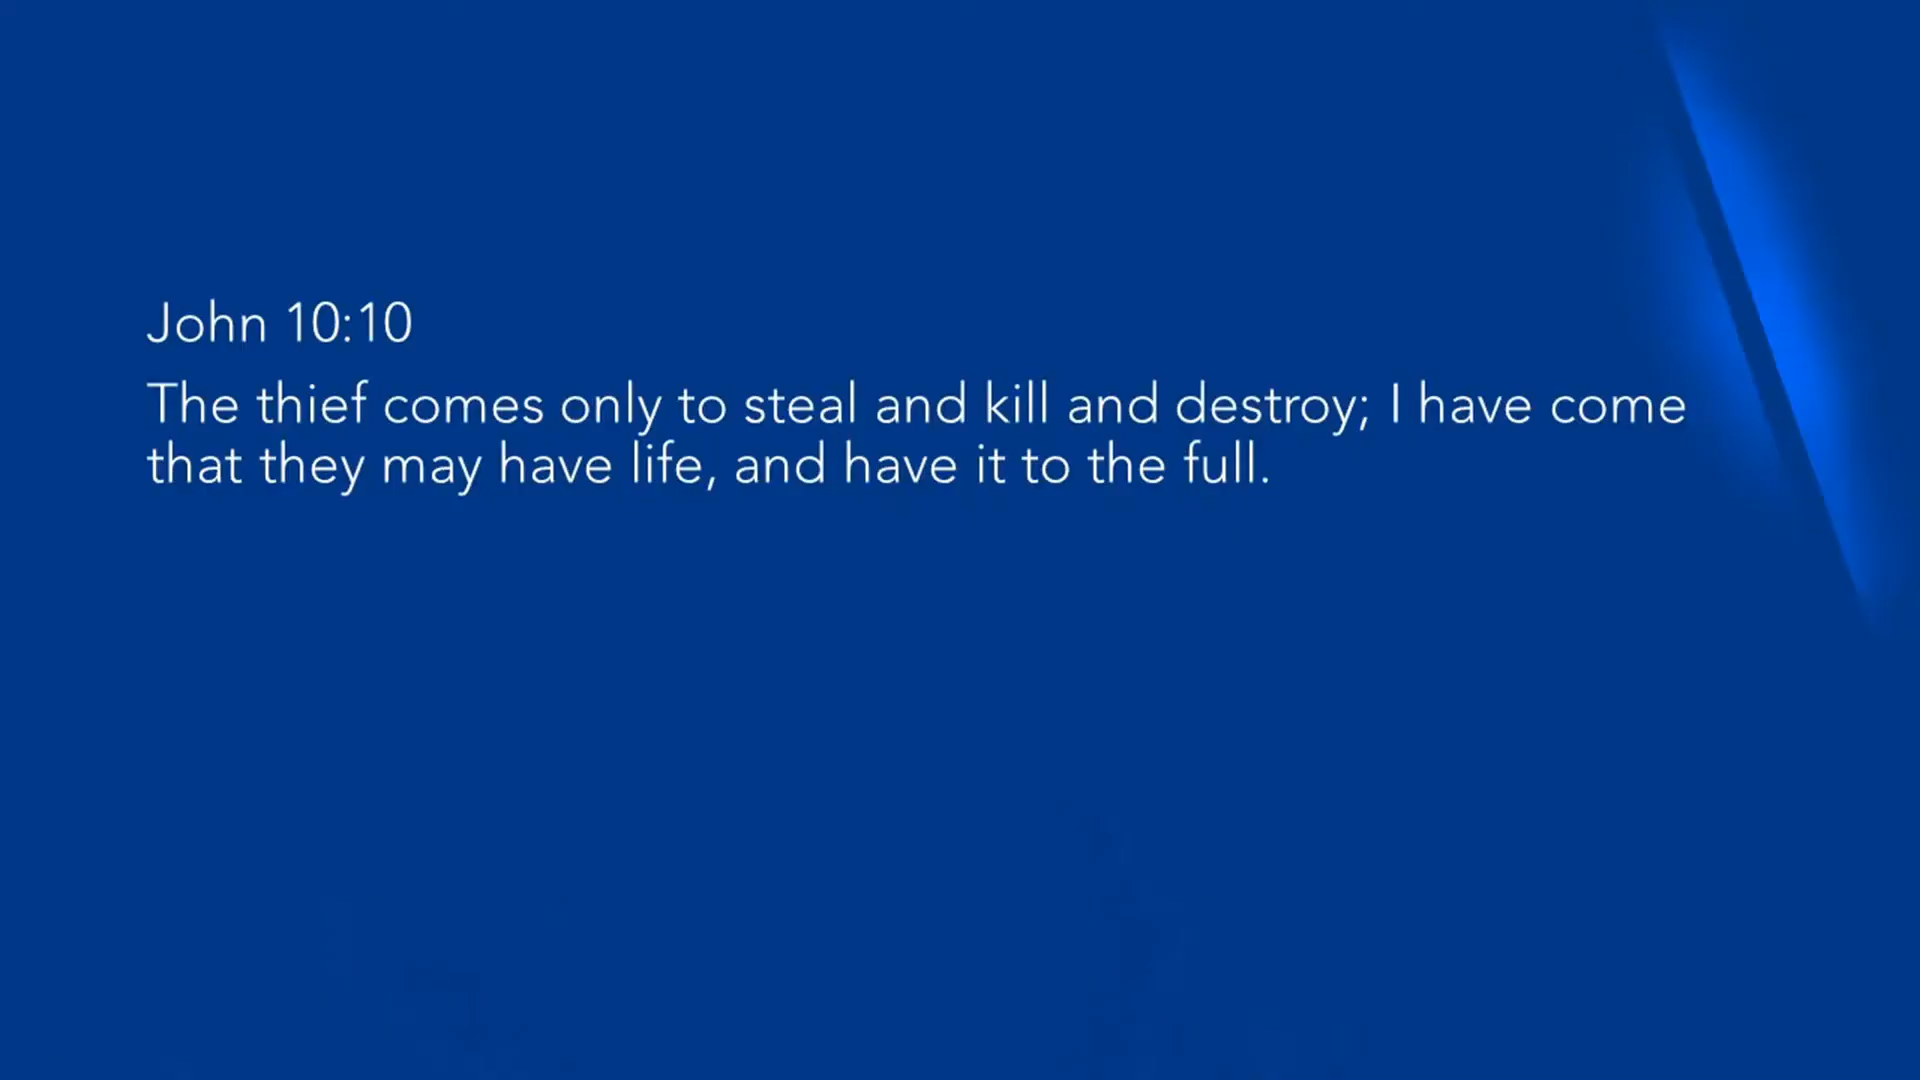 John 10:10
The thief comes only to steal and kill and destroy; I have come
that they may have life, and have it to the full.